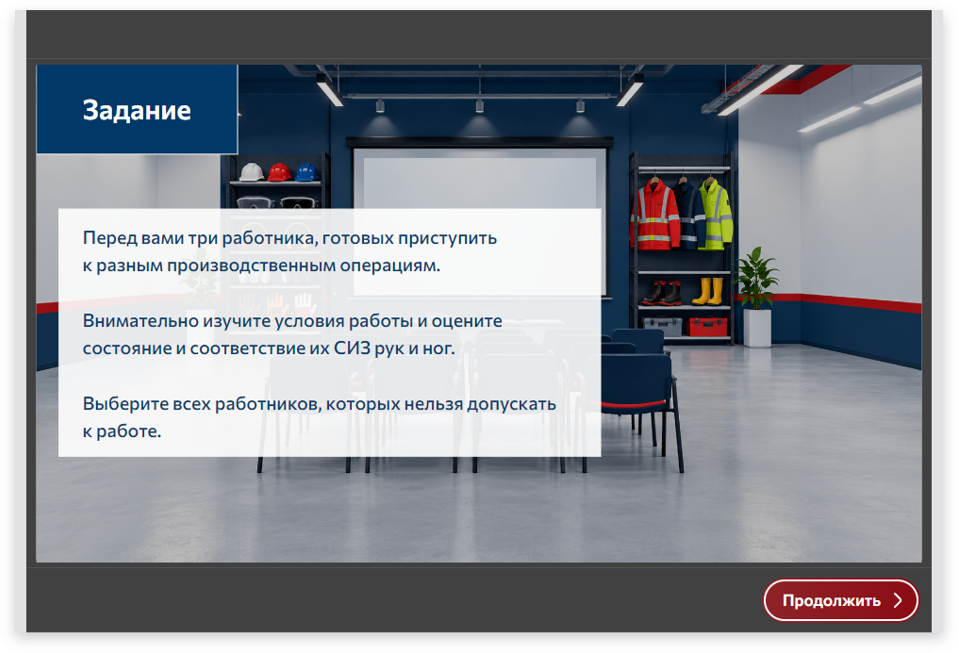 Задание
Перед вами три работника, готовых приступить
к разным производственным операциям.
Внимательно изучите условия работы и оцените
состояние и соответствие их СИЗ рук и ног.
Выберите всех работников, которых нельзя допускать
к работе.
Продолжить